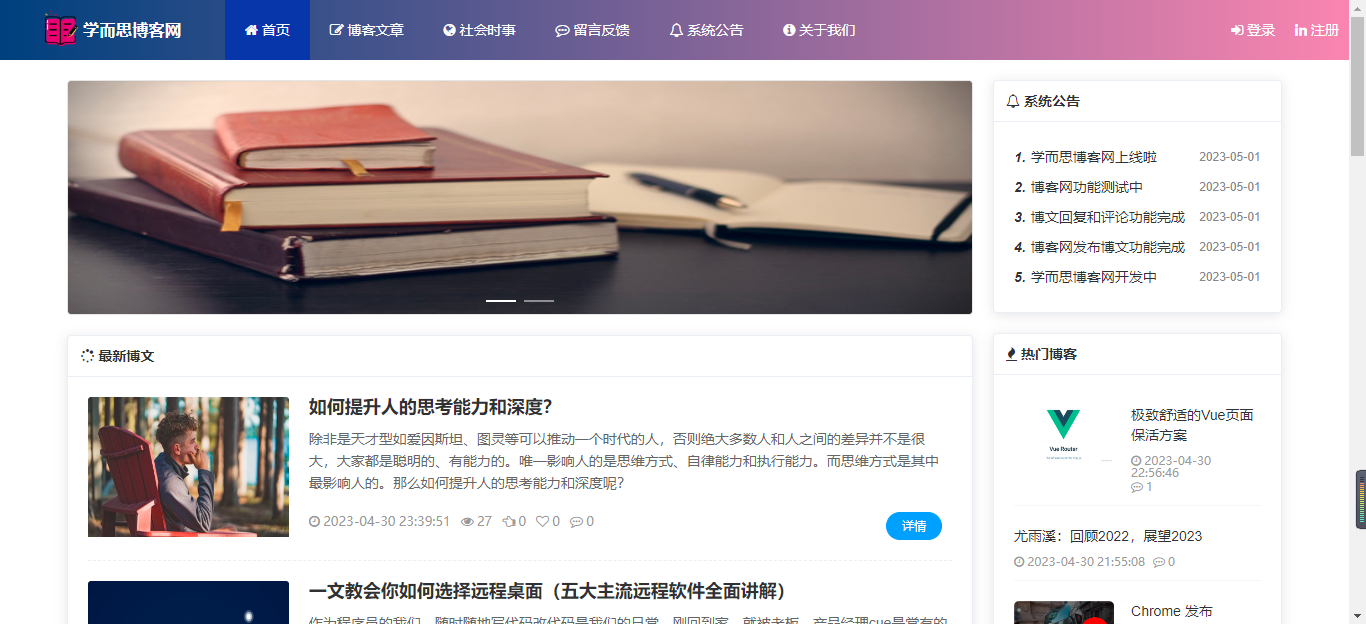 学而思博客网
首页
博客文章
社会时事
留言反馈
系统公告
关于我们
登录
注册
系统公告
1. 学而思博客网上线啦 2023-05-01
2. 博客网功能测试中 2023-05-01
3. 博文回复和评论功能完成 2023-05-01
4. 博客网发布博文功能完成 2023-05-01
5. 学而思博客网开发中 2023-05-01
最新博文
如何提升人的思考能力和深度？
除非是天才型如爱因斯坦、图灵等可以推动一个时代的人，否则绝大多数人和人之间的差异并不是很
大，大家都是聪明的、有能力的。唯一影响人的是思维方式、自律能力和执行能力。而思维方式是其中
最影响人的。那么如何提升人的思考能力和深度呢？
2023-04-30 23:39:51 27 0 0 0
详情
一文教会你如何选择远程桌面（五大主流远程软件全面讲解）
作为程序员的我们，随时随地写代码改代码是我们的日常，刚回到家，就被老板、产品经理cue是常有的
热门博客
Vue Router
极致舒适的Vue页面
保活方案
2023-04-30
22:56:46
1
尤雨溪：回顾2022，展望2023
2023-04-30 21:55:08 0
Chrome 发布